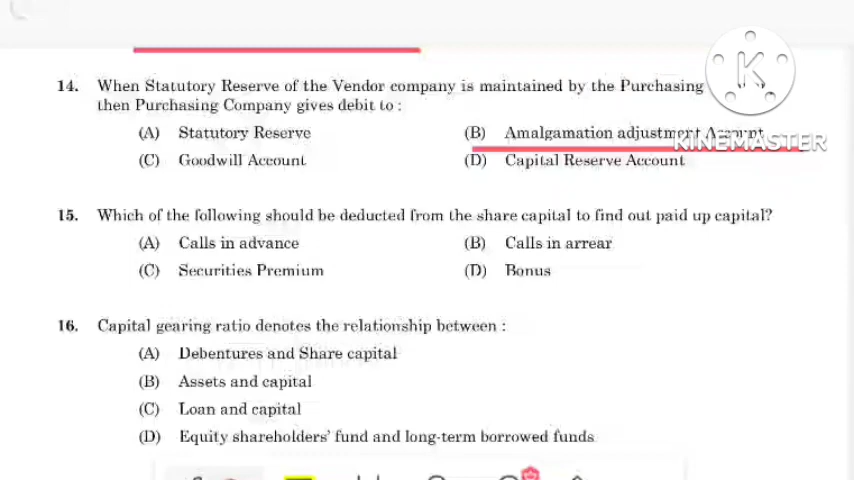 14. When Statutory Reserve of the Vendor company is maintained by the Purchasing
then Purchasing Company gives debit to :
(A) Statutory Reserve (B) Amalgamation adjustment Account
KINEMASTER
(C) Goodwill Account (D) Capital Reserve Account
15. Which of the following should be deducted from the share capital to find out paid up capital?
(A) Calls in advance (B) Calls in arrear
(C) Securities Premium (D) Bonus
16. Capital gearing ratio denotes the relationship between :
(A) Debentures and Share capital
(B) Assets and capital
(C) Loan and capital
(D) Equity shareholders' fund and long-term borrowed funds